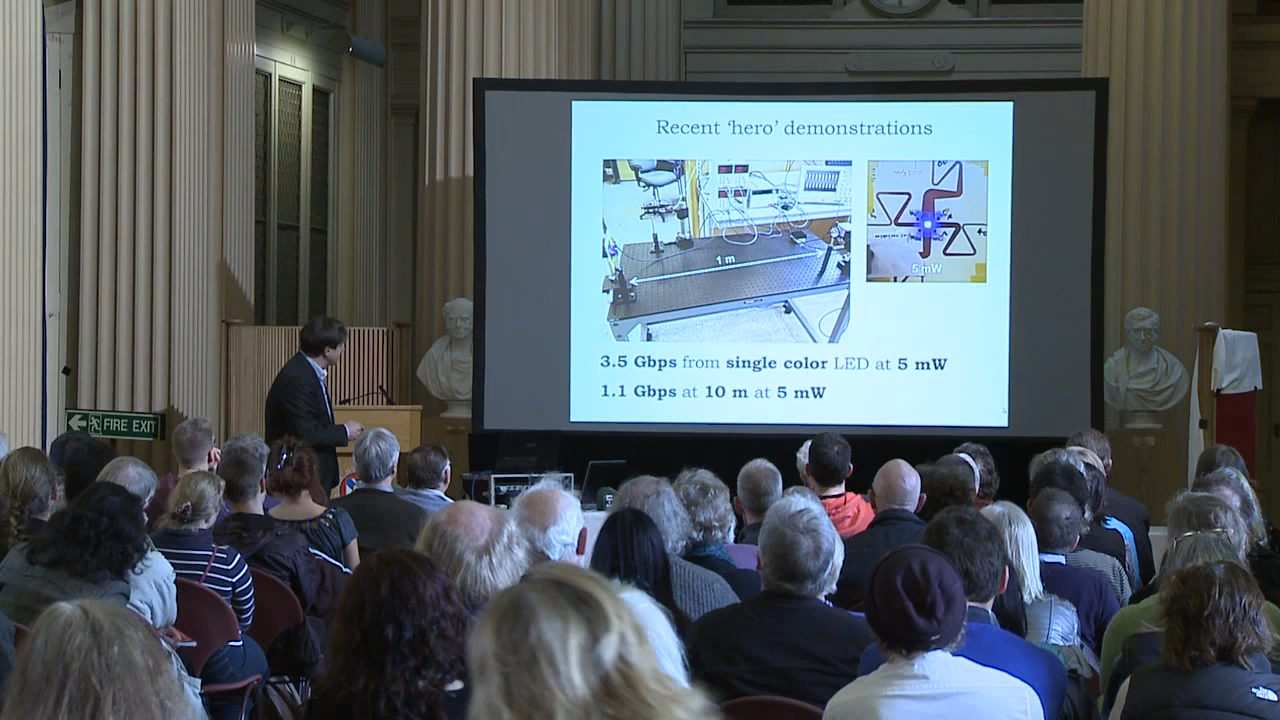 Recent 'hero' demonstrations
1 m
5 mW
3.5 Gbps from single color LED at 5 mW
1.1 Gbps at 10 m at 5 mW
FIRE EXIT